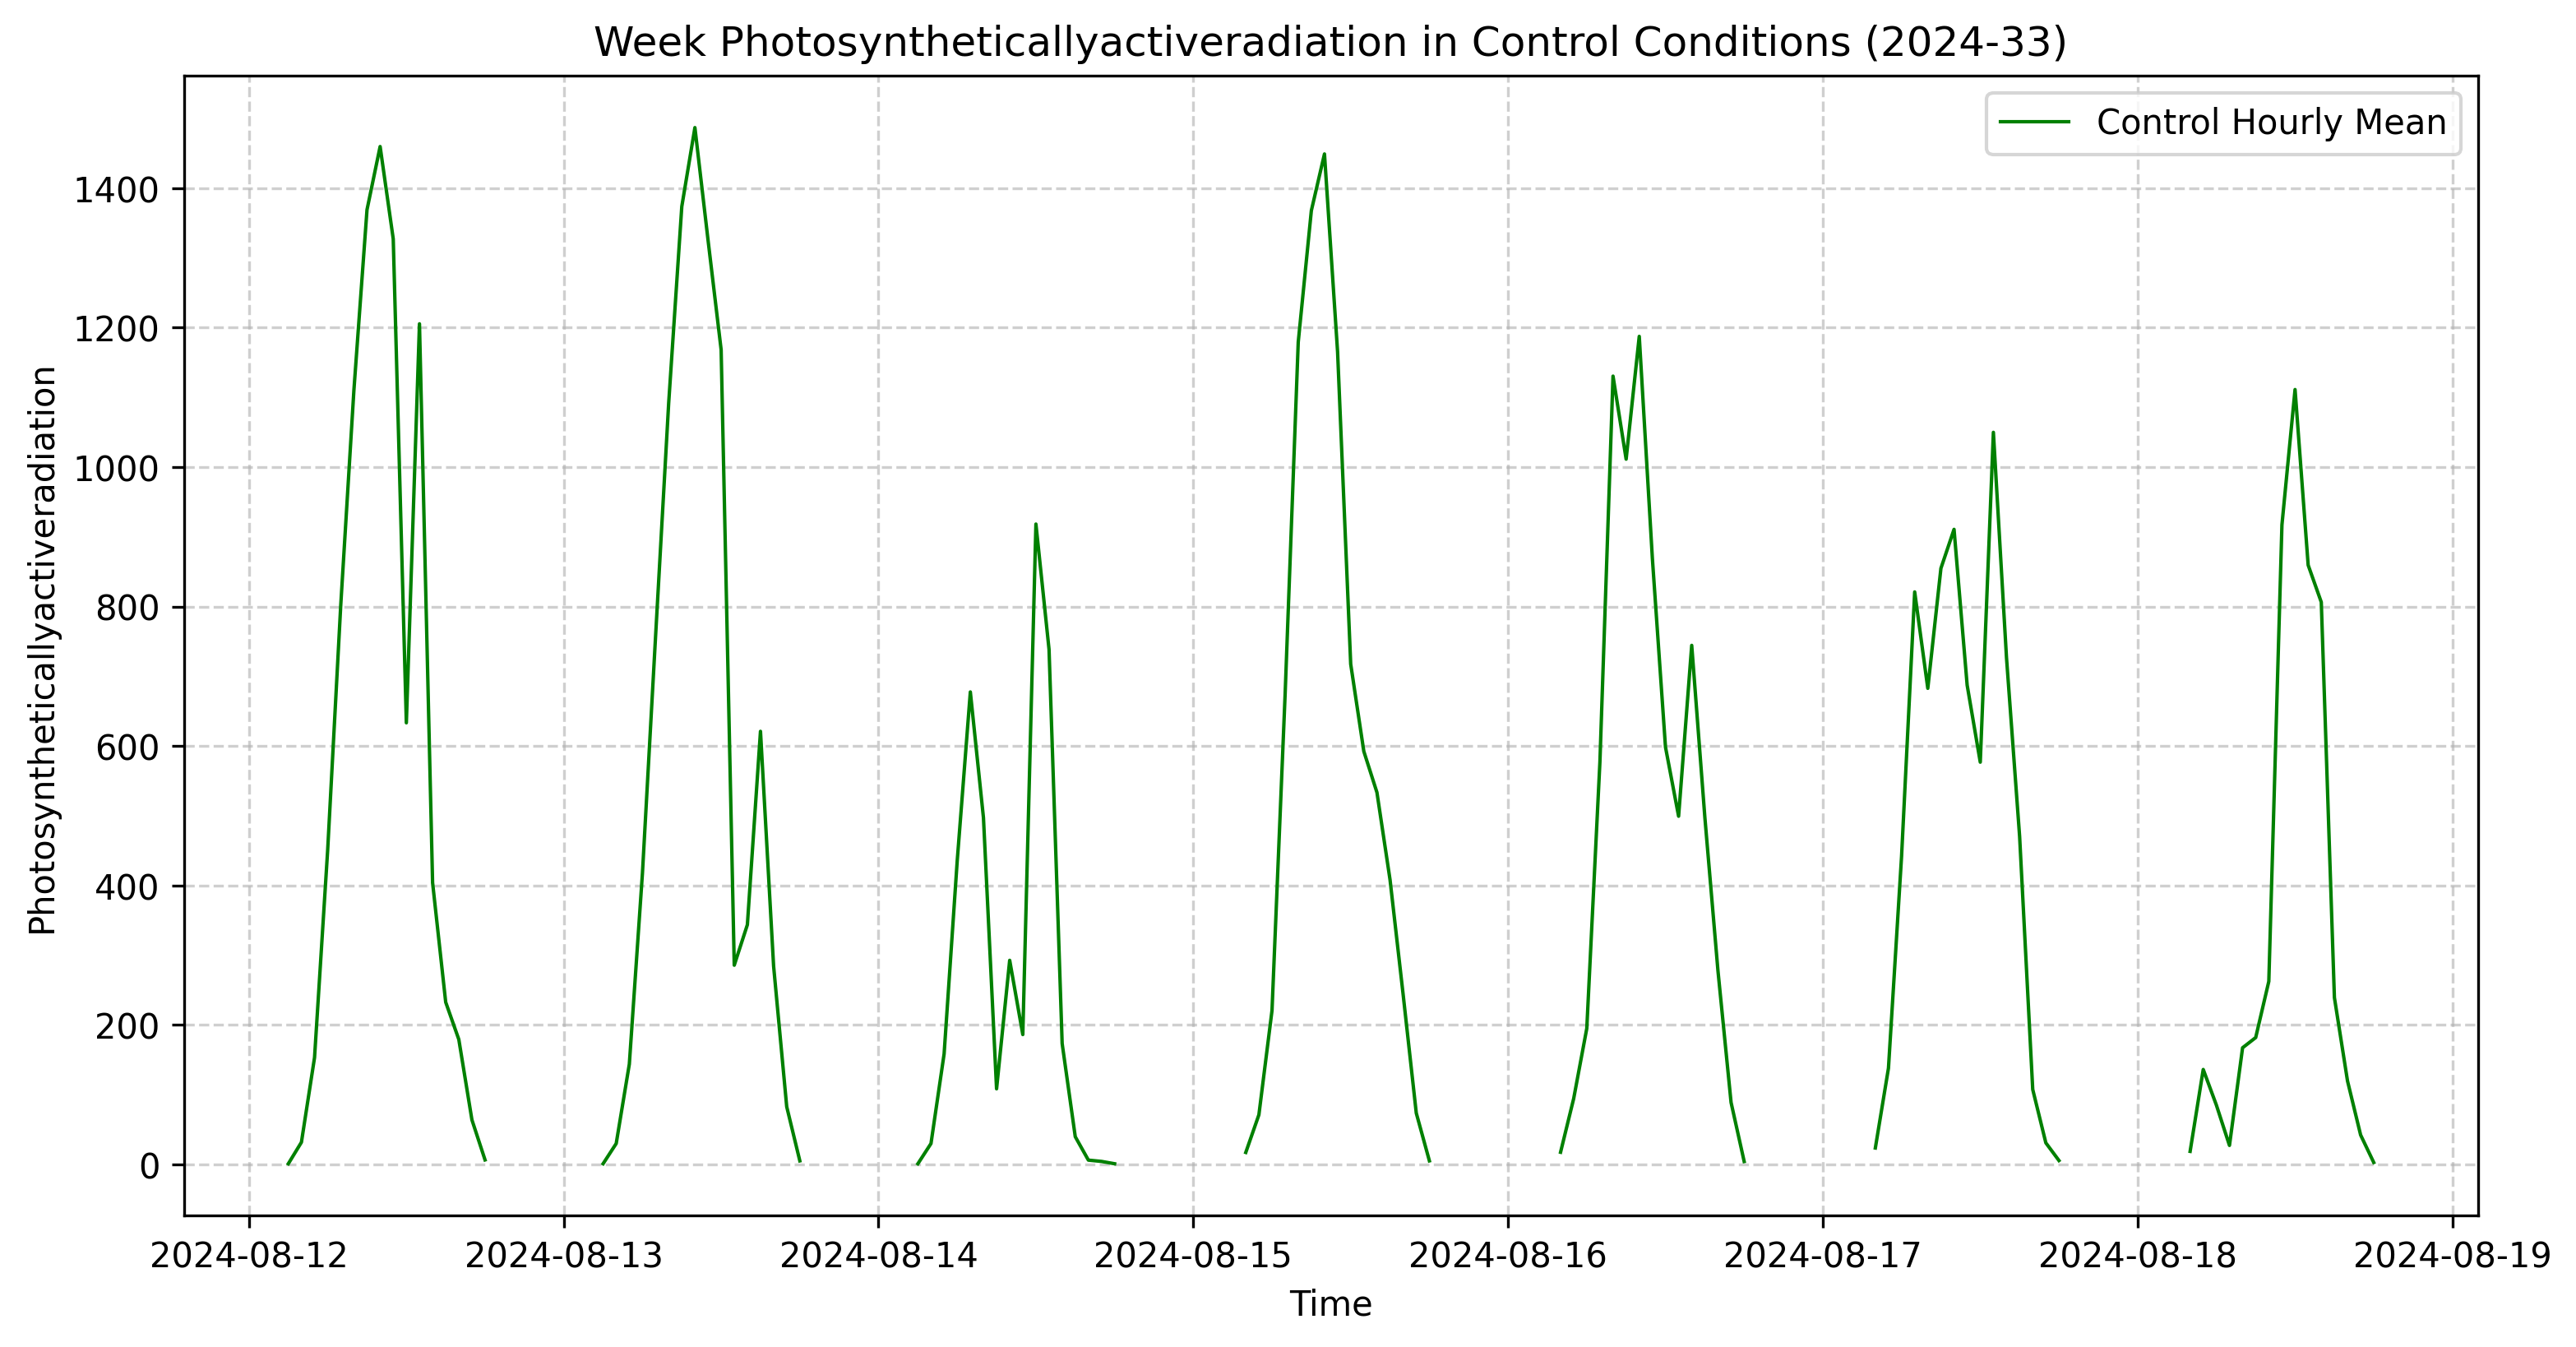 Week Photosyntheticallyactiveradiation in Control Conditions (2024-33)
Control Hourly Mean
Photosyntheticallyactiveradiation
1400
1200
1000
800
600
400
200
0
2024-08-12 2024-08-13 2024-08-14 2024-08-15 2024-08-16 2024-08-17 2024-08-18 2024-08-19
Time